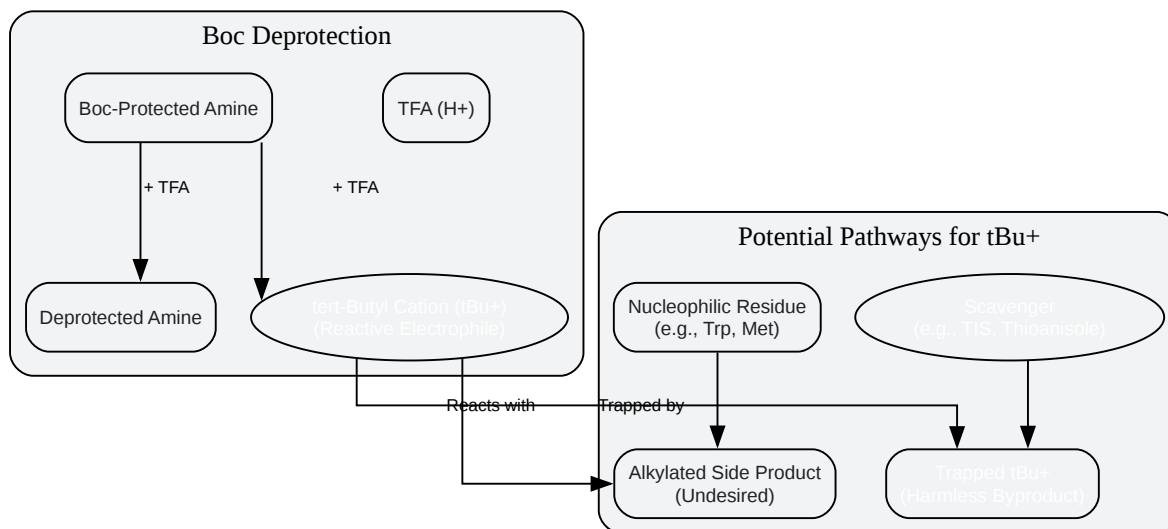 Boc Deprotection
Boc-Protected Amine
TFA (H+)
+ TFA
+ TFA
Deprotected Amine
tert-Butyl Cation (tBu+)
(Reactive Electrophile)
Potential Pathways for tBu+
Nucleophilic Residue
(e.g., Trp, Met)
Scavenger
(e.g., TIS, Thioanisole)
Reacts with
Trapped by
Alkylated Side Product
(Undesired)
Trapped tBu+
(Harmless Byproduct)